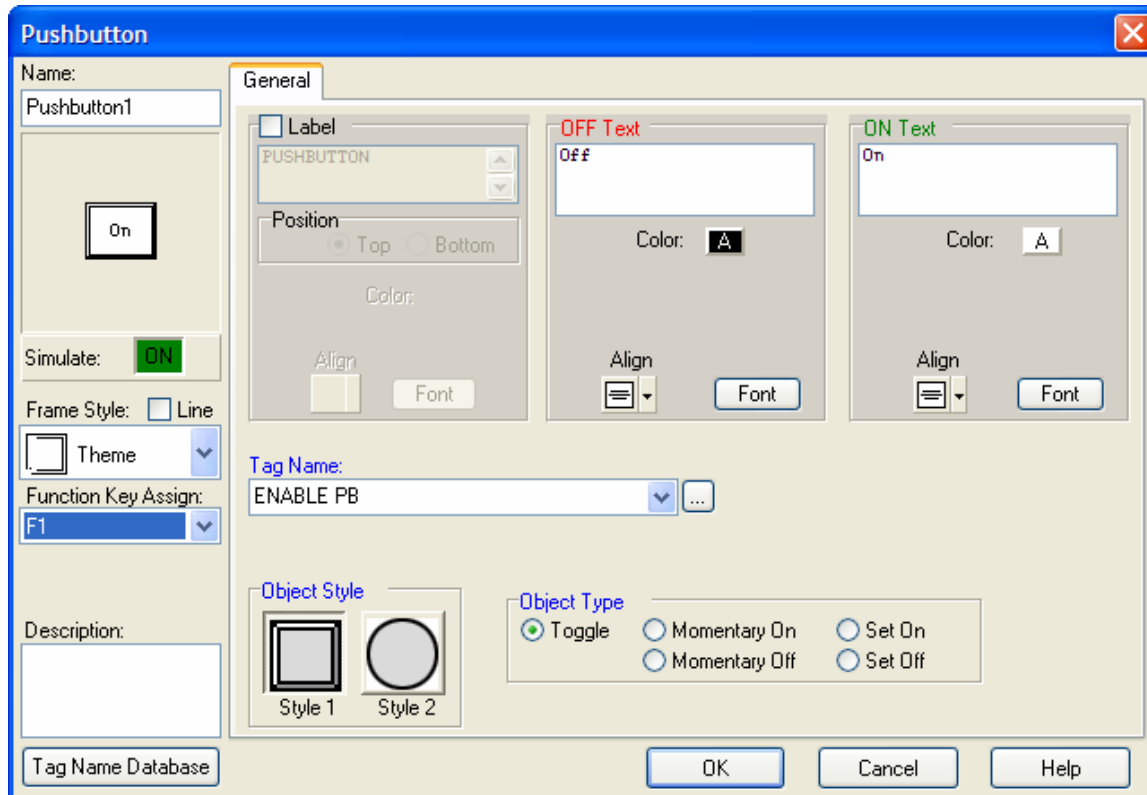 Pushbutton
Name:
Pushbutton1
On
Simulate: ON
Frame Style: Line
Theme
Function Key Assign:
F1
Description:
Tag Name Database
General
Label
PUSHBUTTON
Position
Top Bottom
Color:
Align
Font
OFF Text
Off
Color: A
Align
Font
ON Text
On
Color: A
Align
Font
Tag Name:
ENABLE PB
...
Object Style
Style 1 Style 2
Object Type
Toggle Momentary On Set On
Momentary Off Set Off
OK Cancel Help